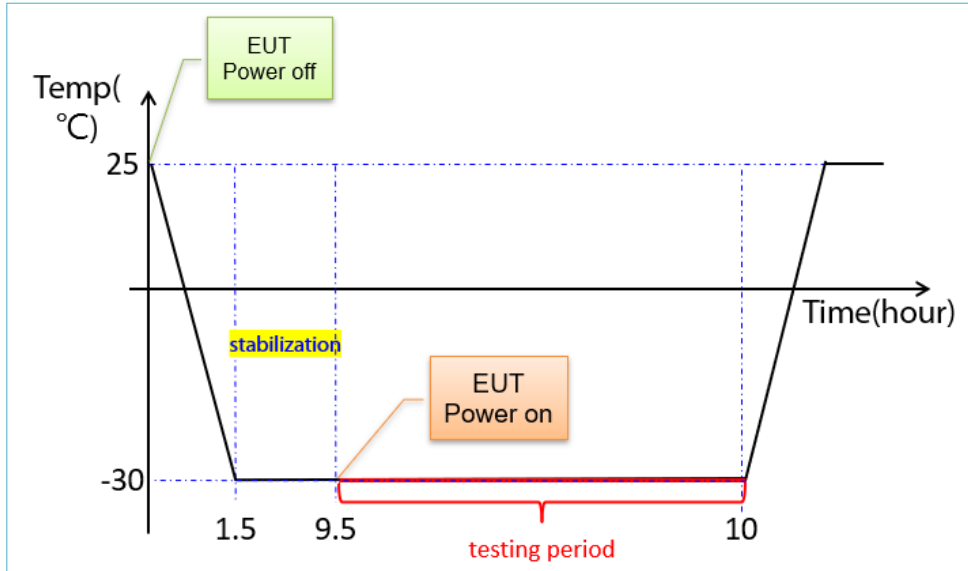 EUT
Power off
Temp(
°C)
25
Time(hour)
stabilization
EUT
Power on
-30
1.5
9.5
10
testing period